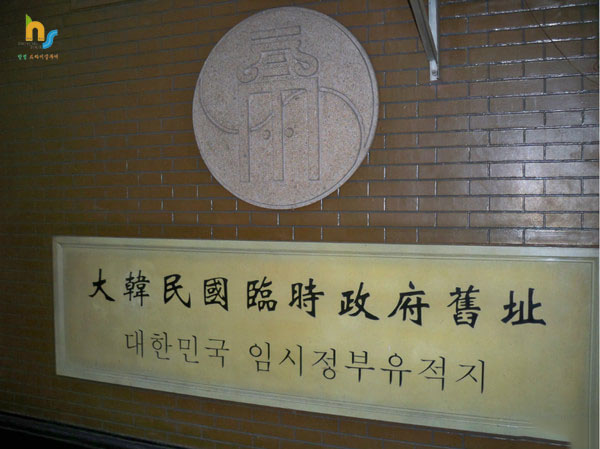 hs
大韓民國臨時政府舊址
대한민국 임시정부유적지